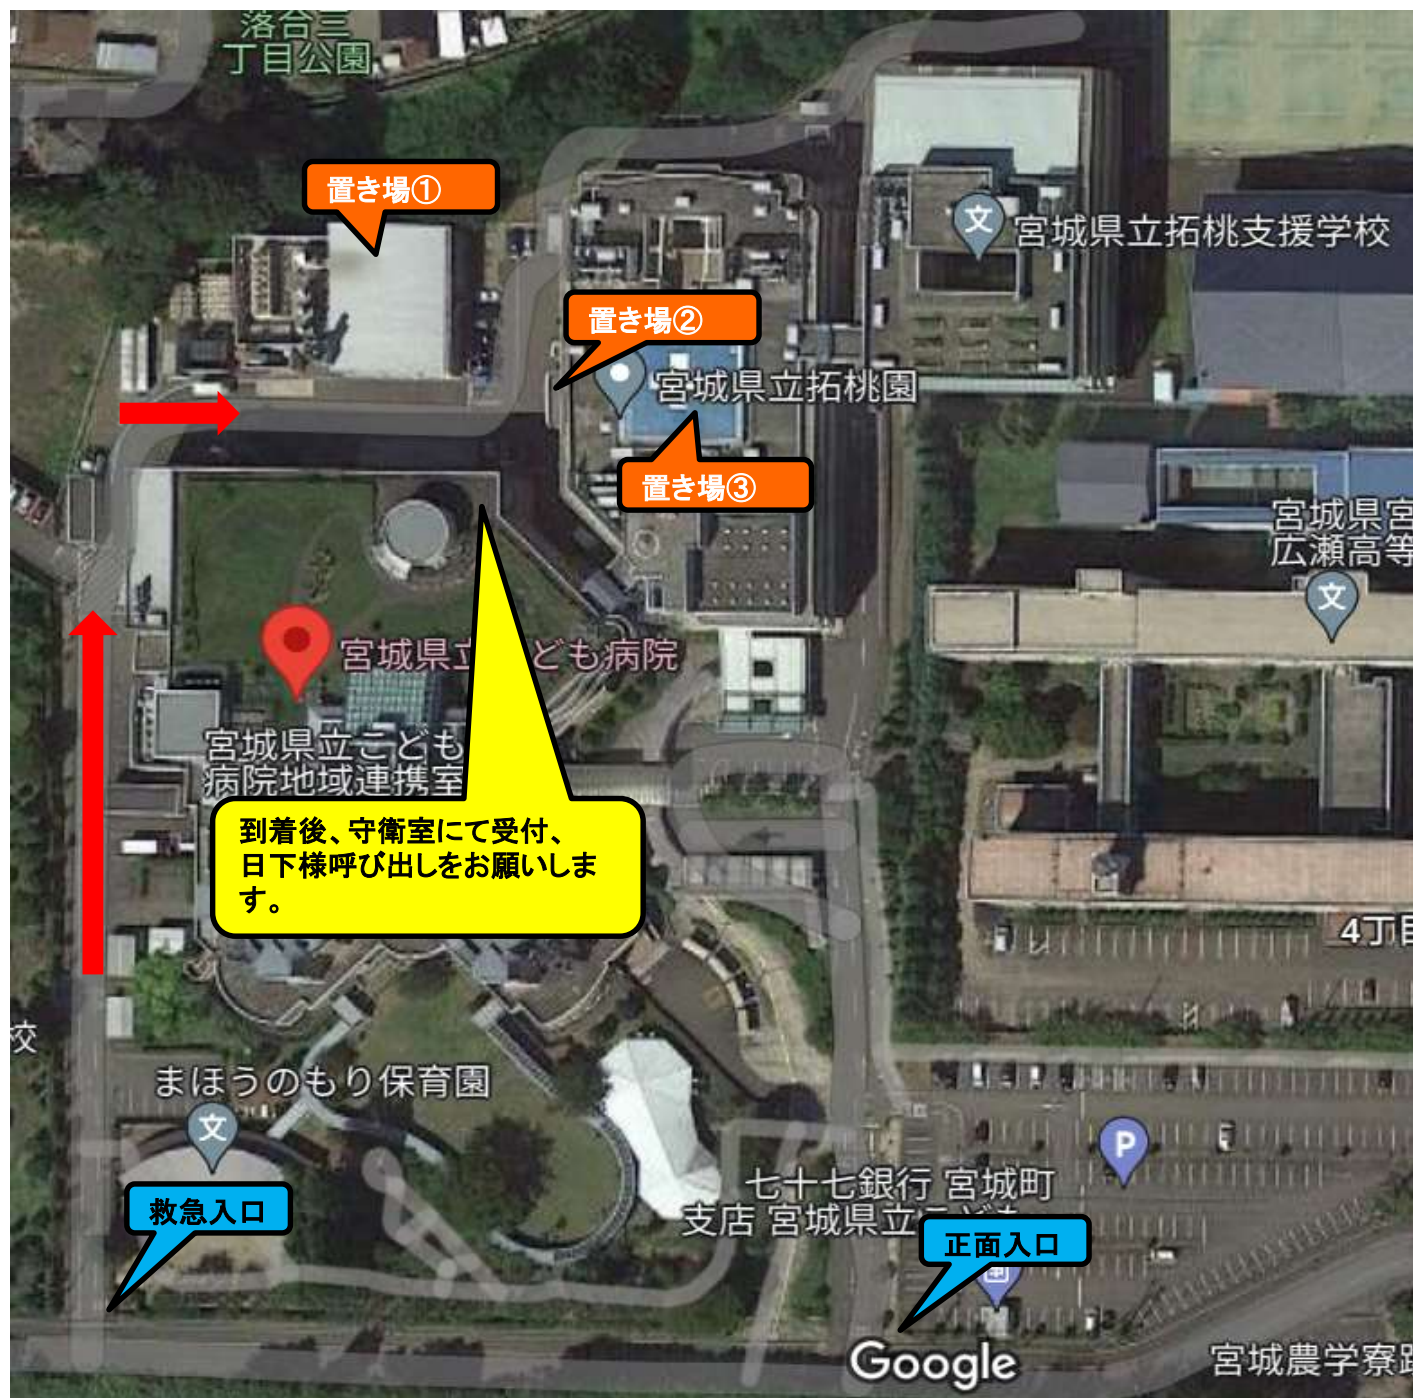 落合三
丁目公園
置き場①
宮城県立拓桃支援学校
置き場②
宮城県立拓桃園
置き場③
宮城県宮
広瀬高等
宮城県立こども病院
宮城県立こども
病院地域連携室
到着後、守衛室にて受付、
日下様呼び出しをお願いしま
す。
4丁目
校
まほうのもり保育園
P
七十七銀行 宮城町
支店 宮城県立こども
救急入口
正面入口
Google
宮城農学寮跡